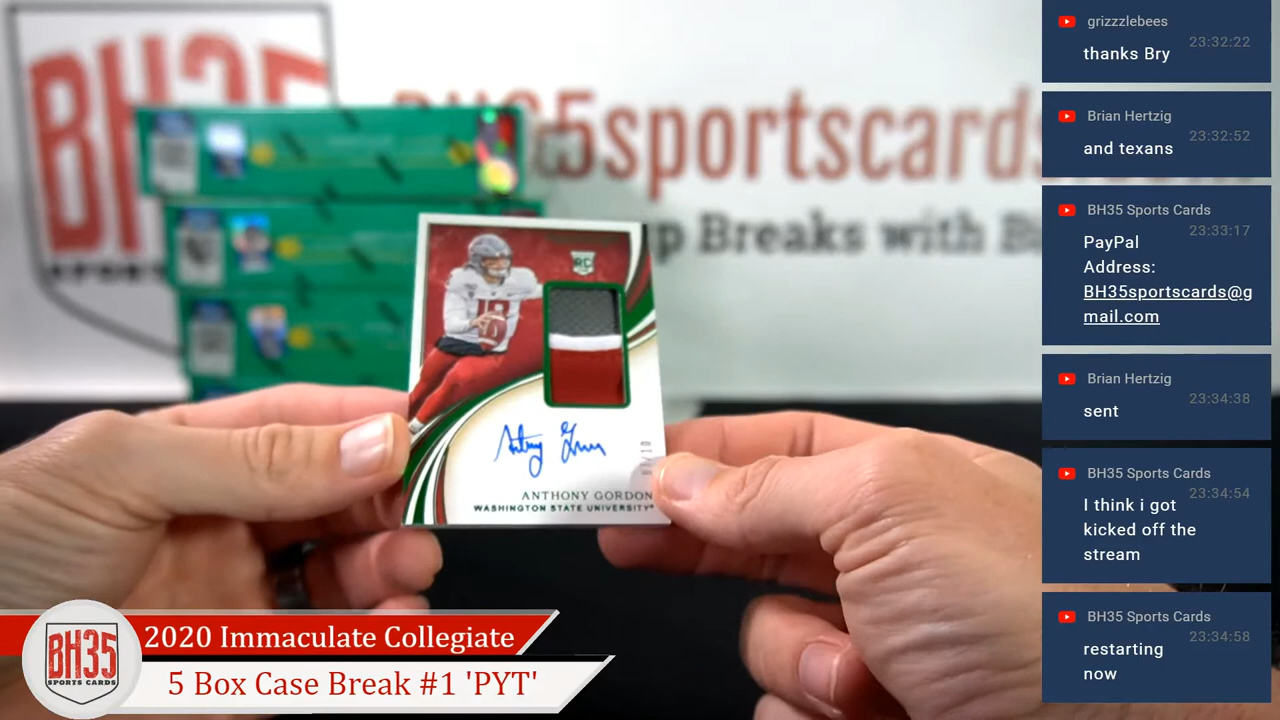 BH35
BH35sportscards
p Breaks with B
SPORTS
RC
ANTHONY GORDON
WASHINGTON STATE UNIVERSITY
BH35
SPORTS CARDS
2020 Immaculate Collegiate
5 Box Case Break #1 'PYT'
grizzzlebees
23:32:22
thanks Bry
Brian Hertzig
23:32:52
and texans
BH35 Sports Cards
23:33:17
PayPal
Address:
BH35sportscards@g
mail.com
Brian Hertzig
23:34:38
sent
BH35 Sports Cards
23:34:54
I think i got
kicked off the
stream
BH35 Sports Cards
23:34:58
restarting
now